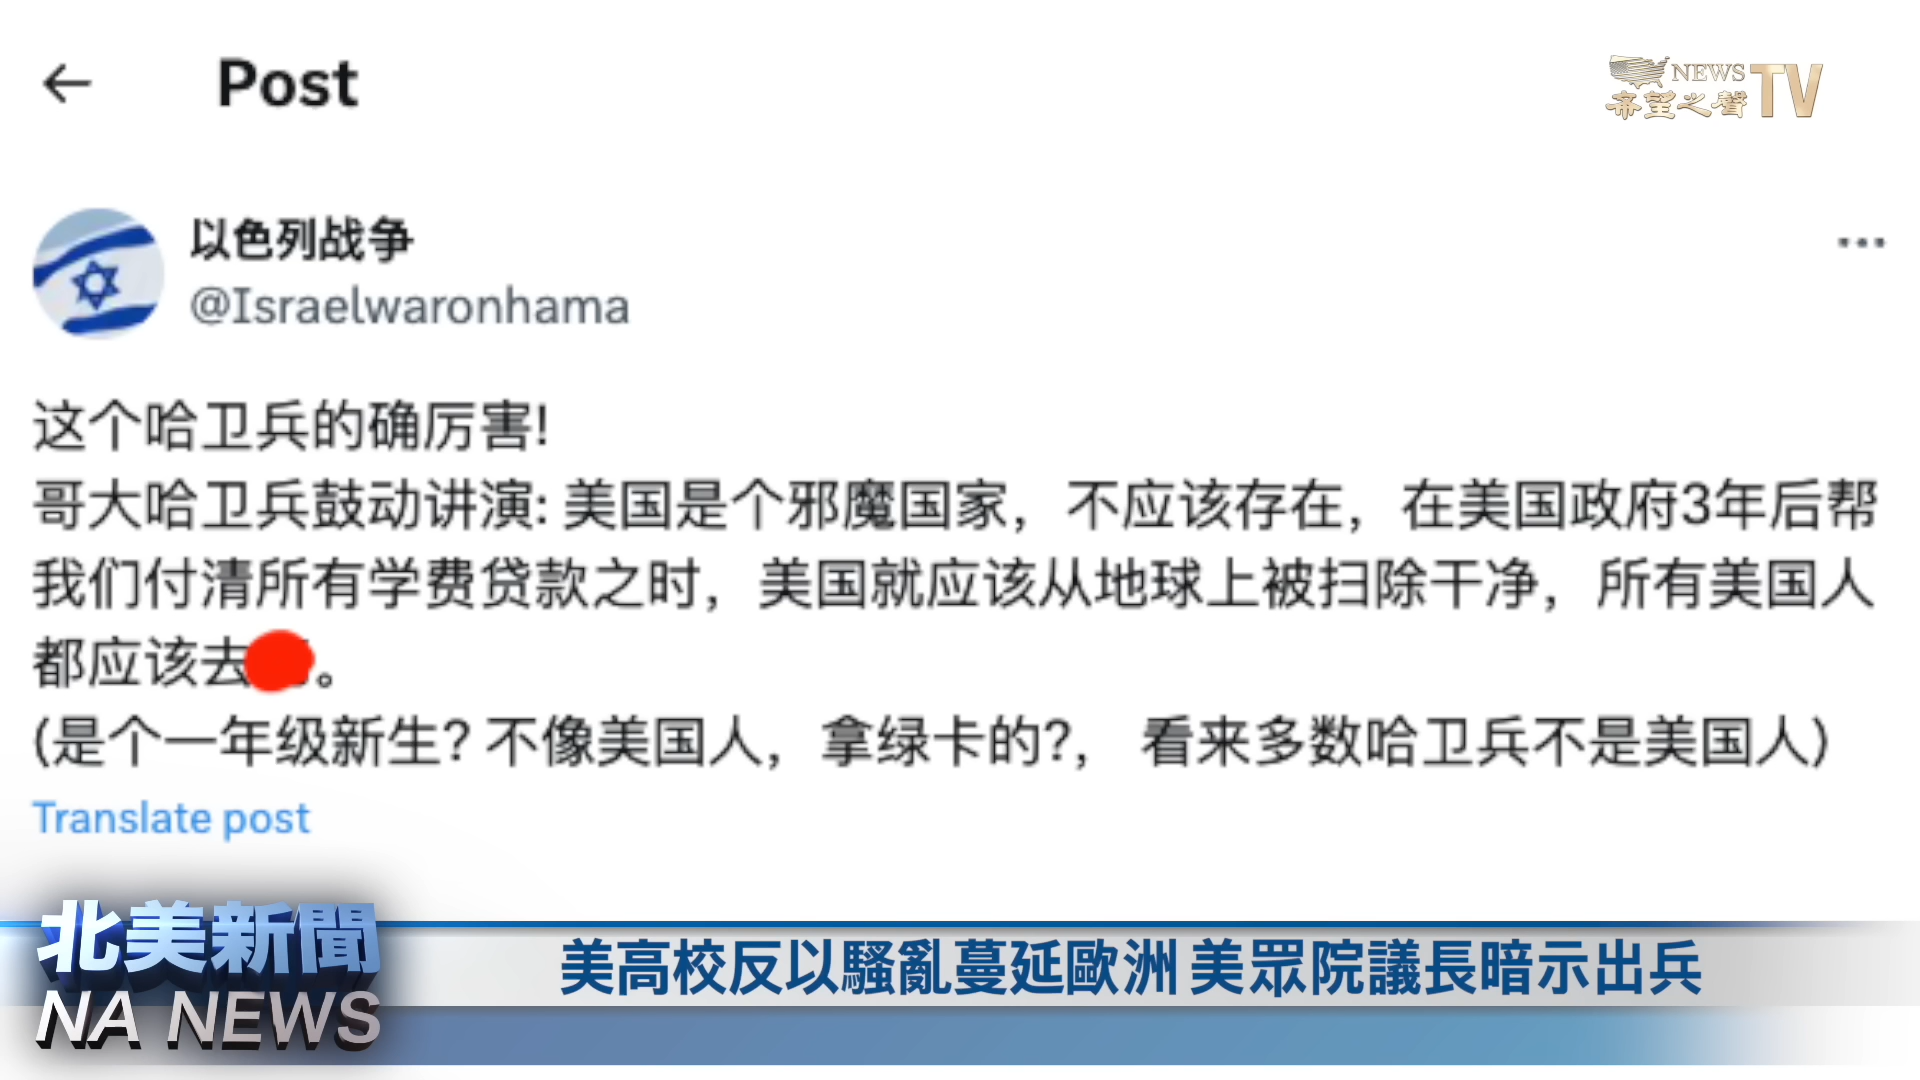 Post
NEWS
希望之聲TV
以色列战争
@Israelwaronhama
这个哈卫兵的确厉害!
哥大哈卫兵鼓动讲演: 美国是个邪魔国家，不应该存在，在美国政府3年后帮
我们付清所有学费贷款之时，美国就应该从地球上被扫除干净，所有美国人
都应该去。
(是个一年级新生? 不像美国人，拿绿卡的?， 看来多数哈卫兵不是美国人)
Translate post
北美新聞
NA NEWS
美高校反以騷亂蔓延歐洲 美眾院議長暗示出兵